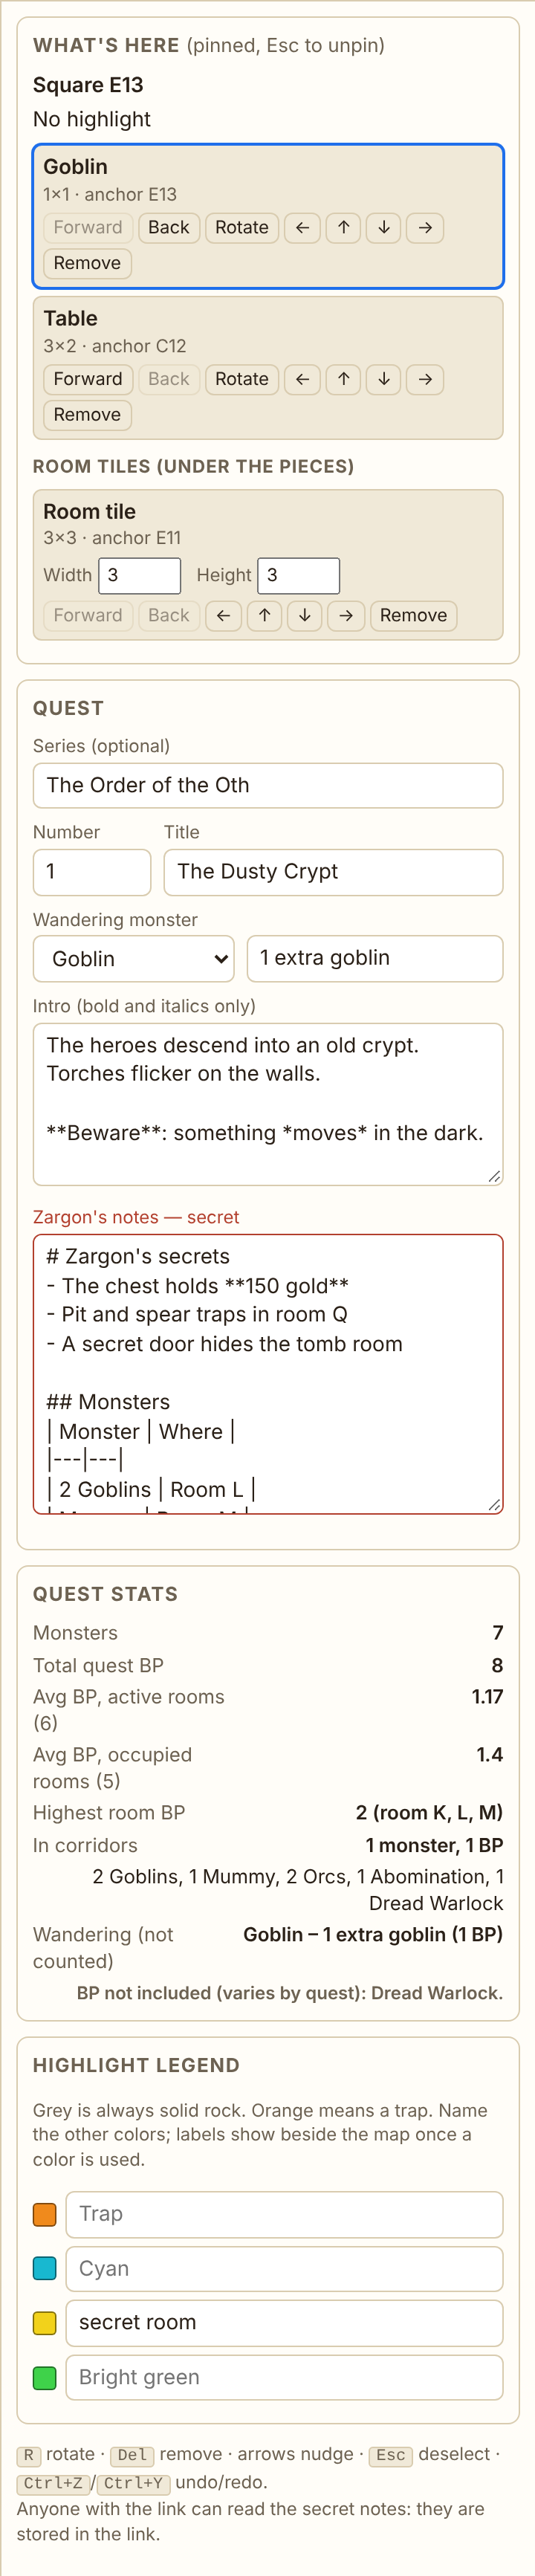 WHAT'S HERE (pinned, Esc to unpin)
Square E13
No highlight
Goblin
1×1 · anchor E13
Forward Back Rotate ← ↑ ↓ →
Remove
Table
3×2 · anchor C12
Forward Back Rotate ← ↑ ↓ →
Remove
ROOM TILES (UNDER THE PIECES)
Room tile
3×3 · anchor E11
Width 3 Height 3
Forward Back ← ↑ ↓ → Remove
QUEST
Series (optional)
The Order of the Oth
Number Title
1 The Dusty Crypt
Wandering monster
Goblin 1 extra goblin
Intro (bold and italics only)
The heroes descend into an old crypt.
Torches flicker on the walls.
**Beware**: something *moves* in the dark.
Zargon's notes — secret
# Zargon's secrets
- The chest holds **150 gold**
- Pit and spear traps in room Q
- A secret door hides the tomb room
## Monsters
| Monster | Where |
|---|---|
| 2 Goblins | Room L |
QUEST STATS
Monsters 7
Total quest BP 8
Avg BP, active rooms 1.17
(6)
Avg BP, occupied 1.4
rooms (5)
Highest room BP 2 (room K, L, M)
In corridors 1 monster, 1 BP
2 Goblins, 1 Mummy, 2 Orcs, 1 Abomination, 1
Dread Warlock
Wandering (not Goblin – 1 extra goblin (1 BP)
counted)
BP not included (varies by quest): Dread Warlock.
HIGHLIGHT LEGEND
Grey is always solid rock. Orange means a trap. Name
the other colors; labels show beside the map once a
color is used.
Trap
Cyan
secret room
Bright green
R rotate · Del remove · arrows nudge · Esc deselect ·
Ctrl+Z/Ctrl+Y undo/redo.
Anyone with the link can read the secret notes: they are
stored in the link.